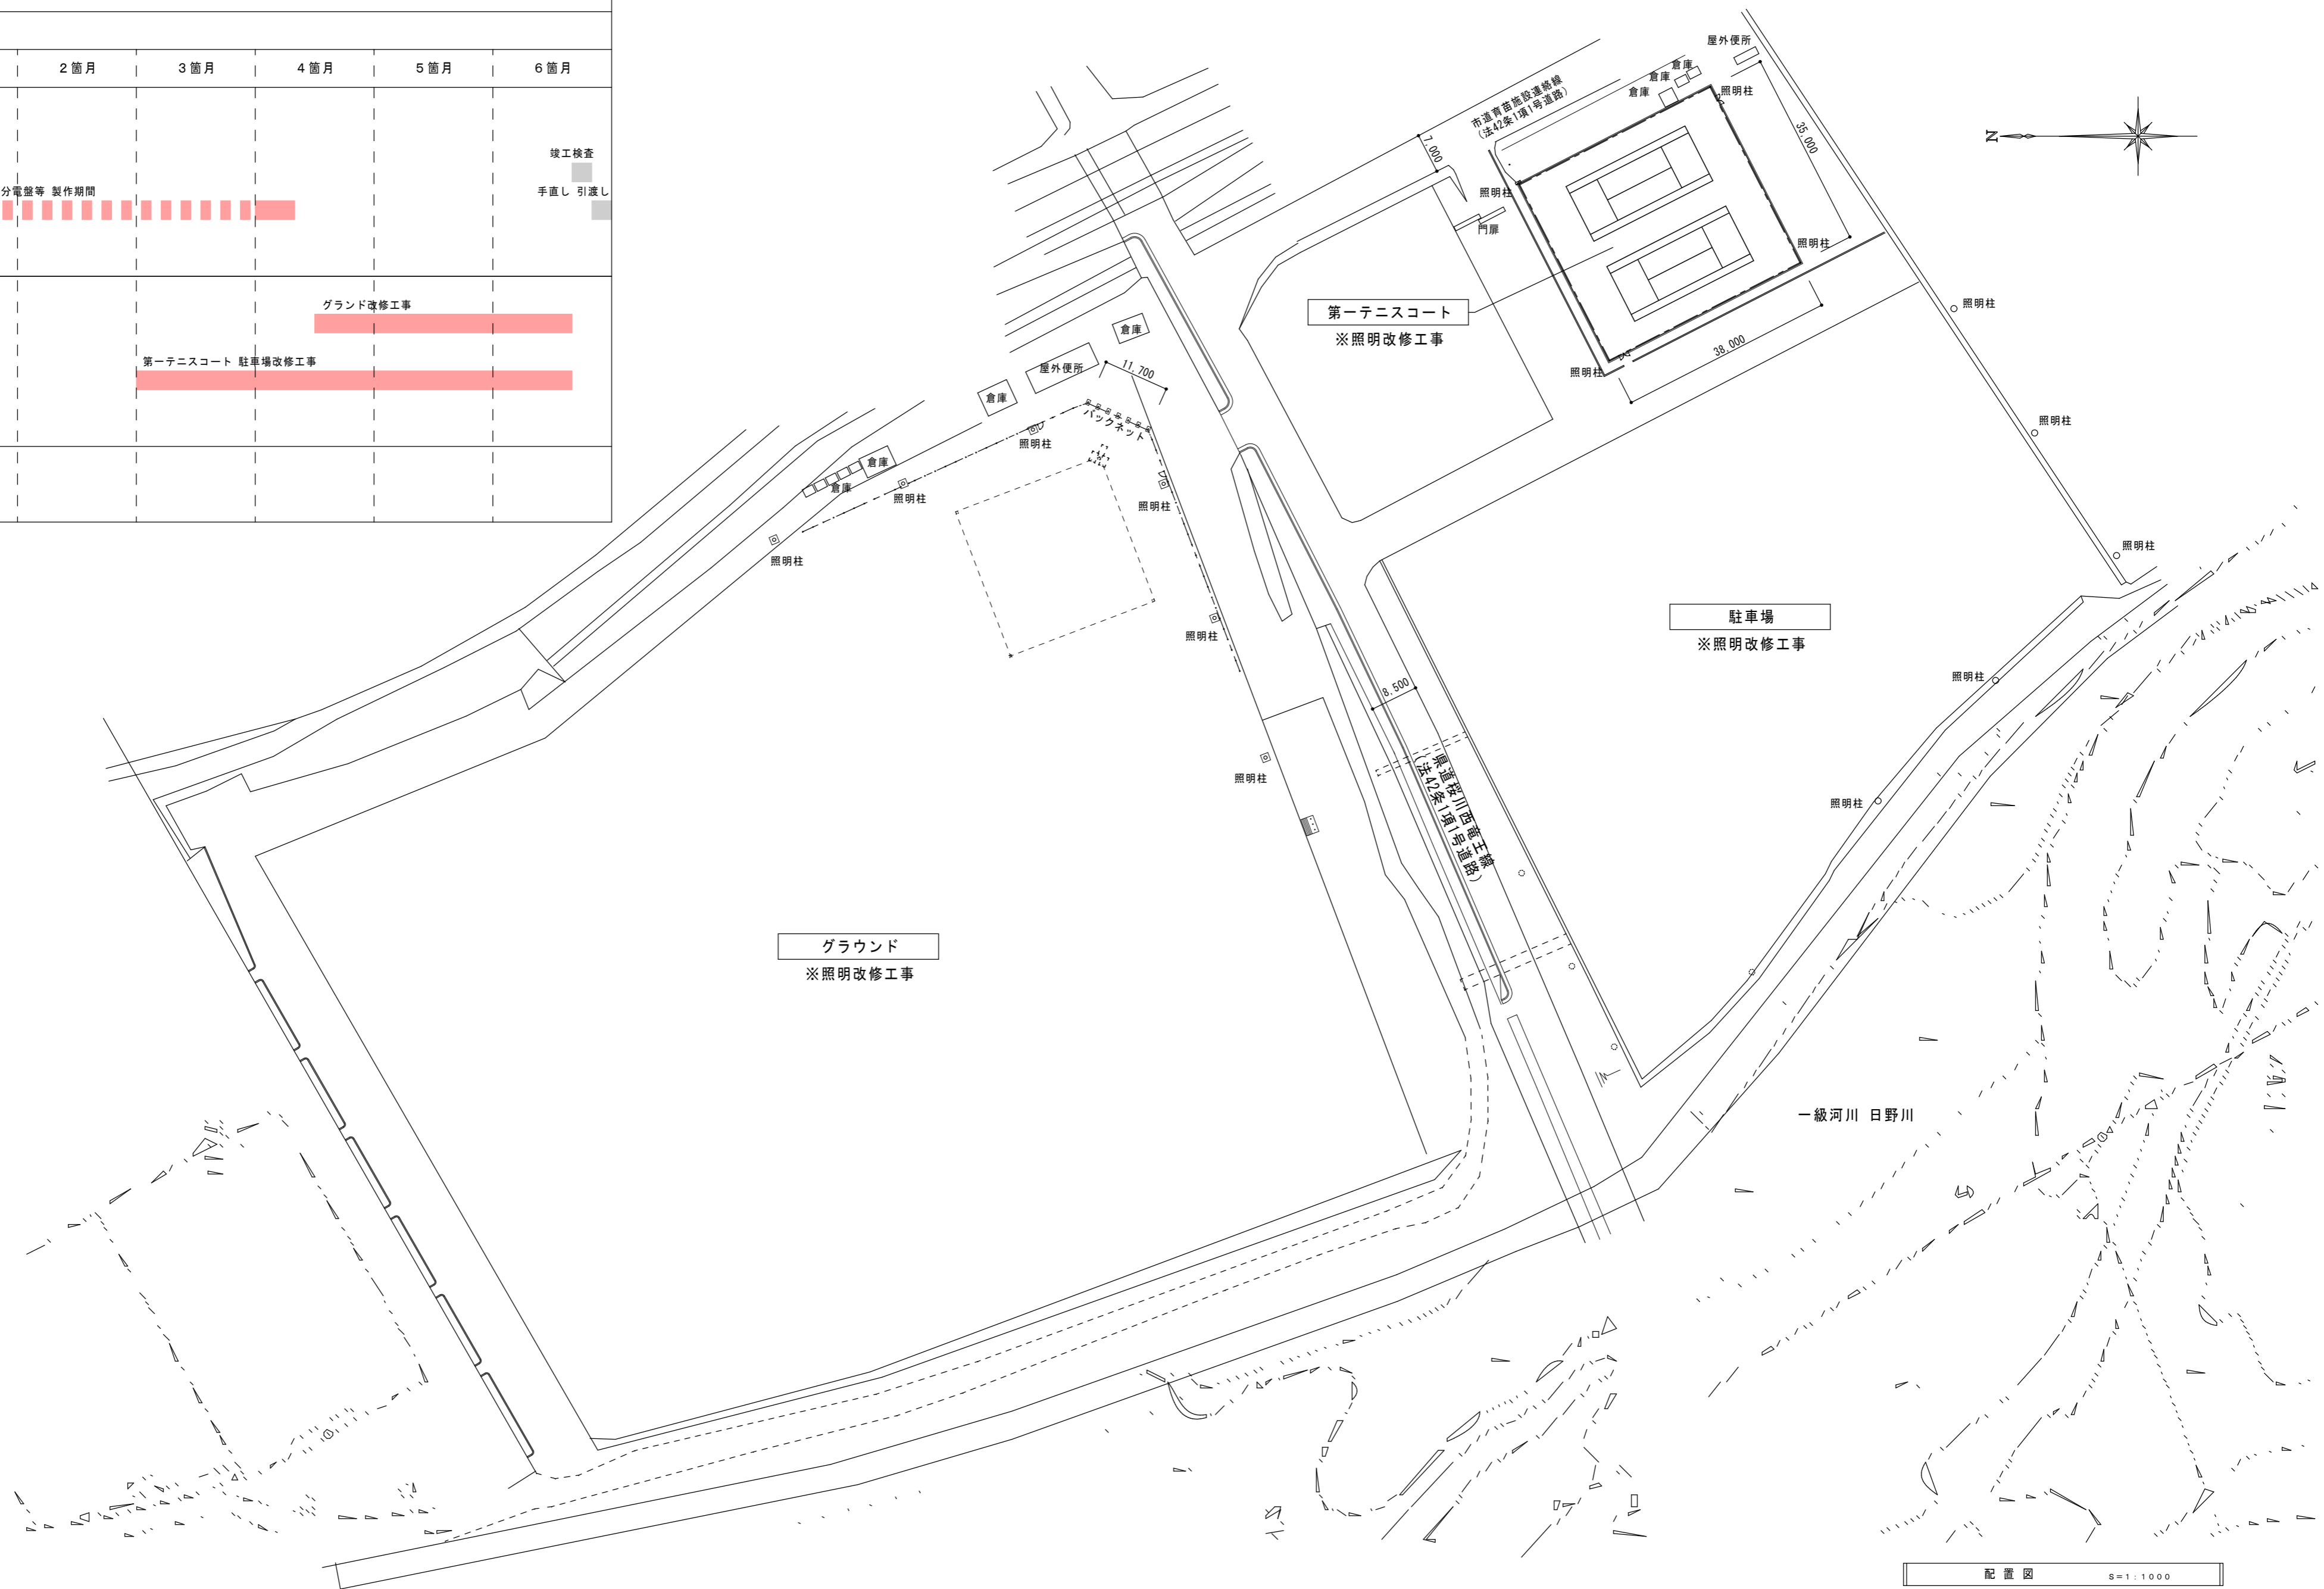 2箇月
3箇月
4箇月
5箇月
6箇月
竣工検査
分電盤等 製作期間
手直し 引渡し
グランド改修工事
第一テニスコート 駐車場改修工事
屋外便所
倉庫
倉庫
倉庫
照明柱
市道育苗施設連絡線
(法42条1項1号道路)
7,000
35,000
N
照明柱
門扉
照明柱
第一テニスコート
※照明改修工事
38,000
照明柱
照明柱
倉庫
屋外便所
11,700
倉庫
バックネット
照明柱
照明柱
倉庫
倉庫
照明柱
照明柱
照明柱
照明柱
照明柱
駐車場
※照明改修工事
照明柱
8,500
照明柱
県道桜川西竜王線
(法42条1項1号道路)
照明柱
グラウンド
※照明改修工事
一級河川 日野川
配置図 S=1:1000